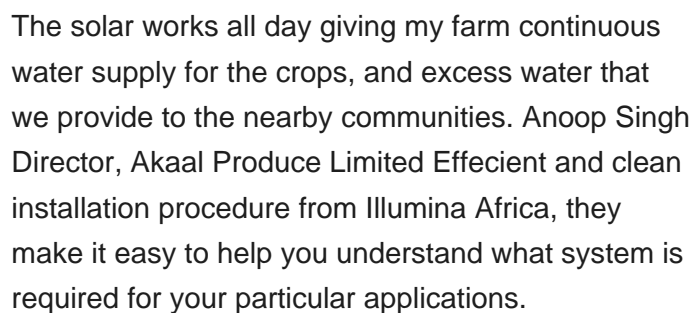 The solar works all day giving my farm continuous
water supply for the crops, and excess water that
we provide to the nearby communities. Anoop Singh
Director, Akaal Produce Limited Effecient and clean
installation procedure from Illumina Africa, they
make it easy to help you understand what system is
required for your particular applications.